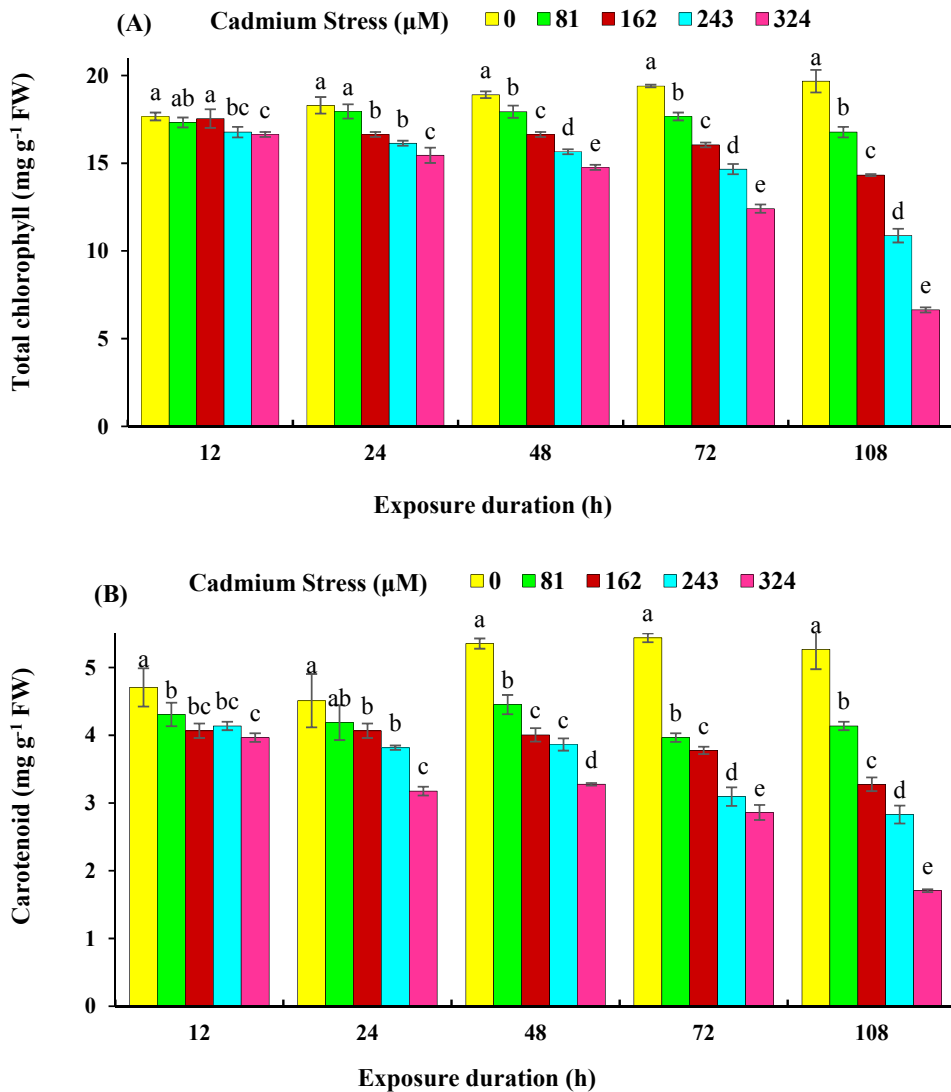 (A) Cadmium Stress (µM) 0 81 162 243 324
Total chlorophyll (mg g⁻¹ FW)
20
15
10
5
0
a ab a bc c
a a b b c
a b c d e
a b c d e
a b c d e
12 24 48 72 108
Exposure duration (h)
(B) Cadmium Stress (µM) 0 81 162 243 324
Carotenoid (mg g⁻¹ FW)
5
4
3
2
1
0
a b bc bc c
a ab b b c
a b c c d
a b c d e
a b c d e
12 24 48 72 108
Exposure duration (h)